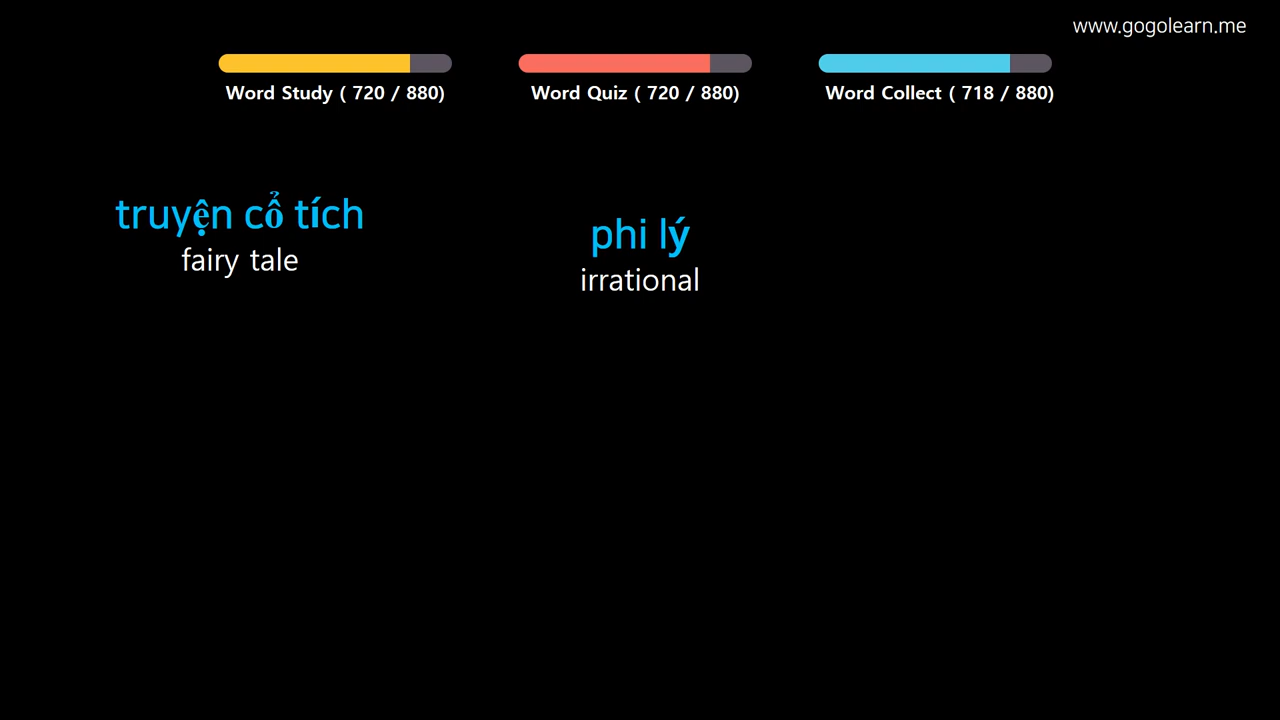 www.gogolearn.me
Word Study ( 720 / 880)
Word Quiz ( 720 / 880)
Word Collect ( 718 / 880)
truyện cổ tích
fairy tale
phi lý
irrational